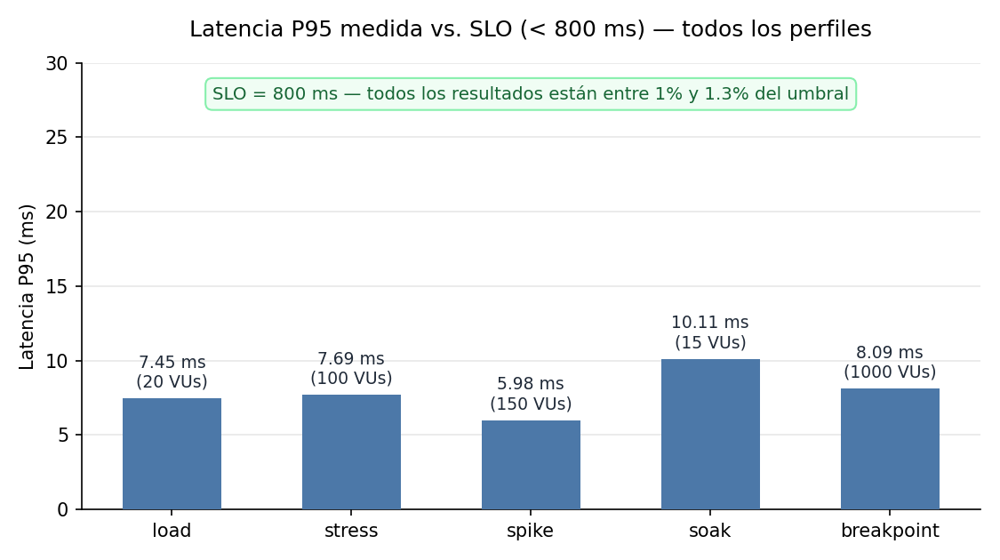 Latencia P95 medida vs. SLO (< 800 ms) — todos los perfiles
SLO = 800 ms — todos los resultados están entre 1% y 1.3% del umbral
Latencia P95 (ms)
30
25
20
15
10
5
0
7.45 ms
(20 VUs)
7.69 ms
(100 VUs)
5.98 ms
(150 VUs)
10.11 ms
(15 VUs)
8.09 ms
(1000 VUs)
load
stress
spike
soak
breakpoint